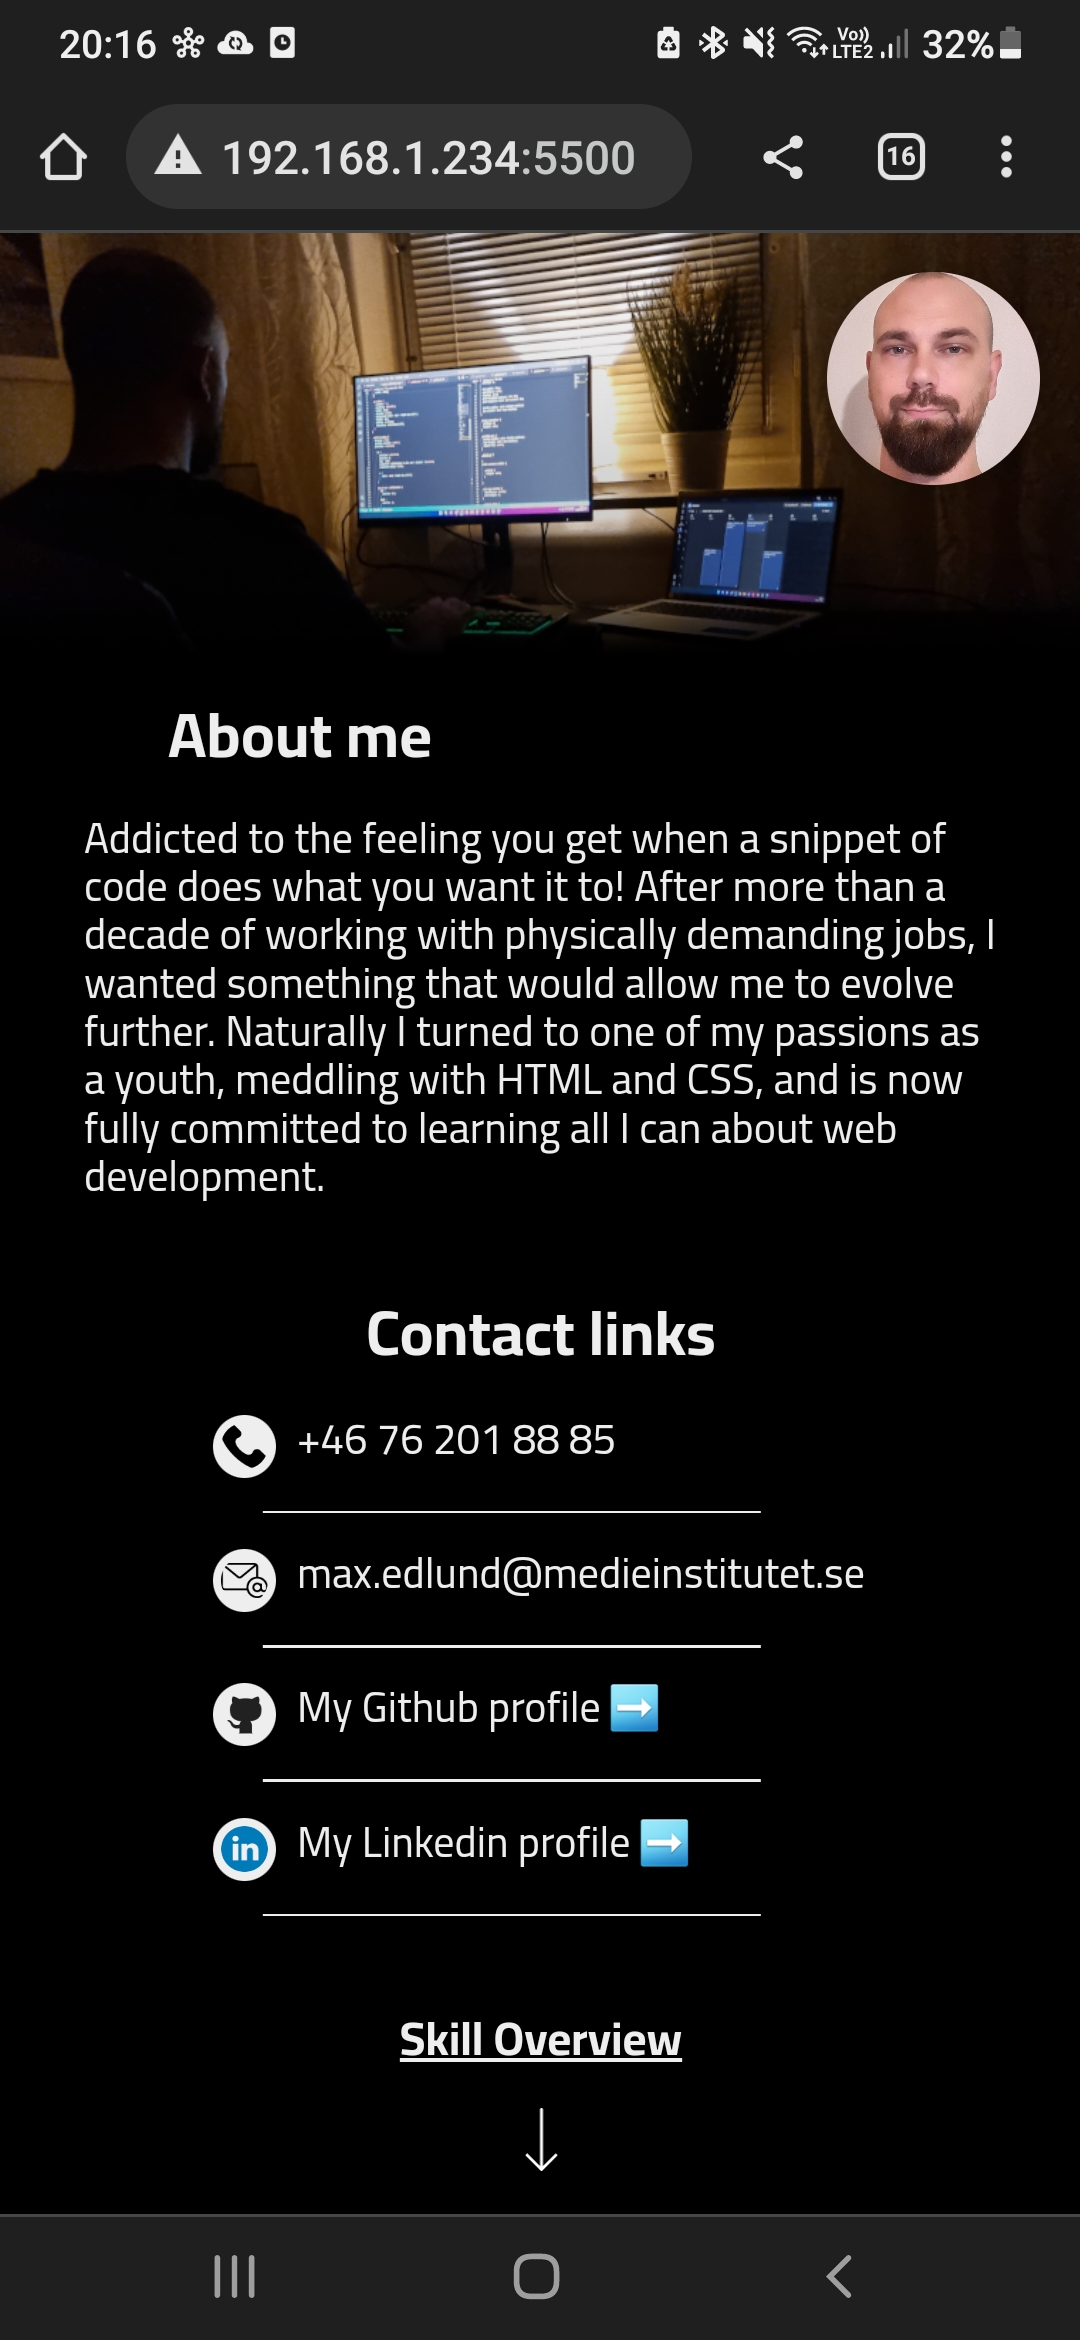 20:16
Vo))
LTE2
32%
192.168.1.234:5500
16
About me
Addicted to the feeling you get when a snippet of
code does what you want it to! After more than a
decade of working with physically demanding jobs, I
wanted something that would allow me to evolve
further. Naturally I turned to one of my passions as
a youth, meddling with HTML and CSS, and is now
fully committed to learning all I can about web
development.
Contact links
+46 76 201 88 85
max.edlund@medieinstitutet.se
My Github profile ➡
in
My Linkedin profile ➡
Skill Overview